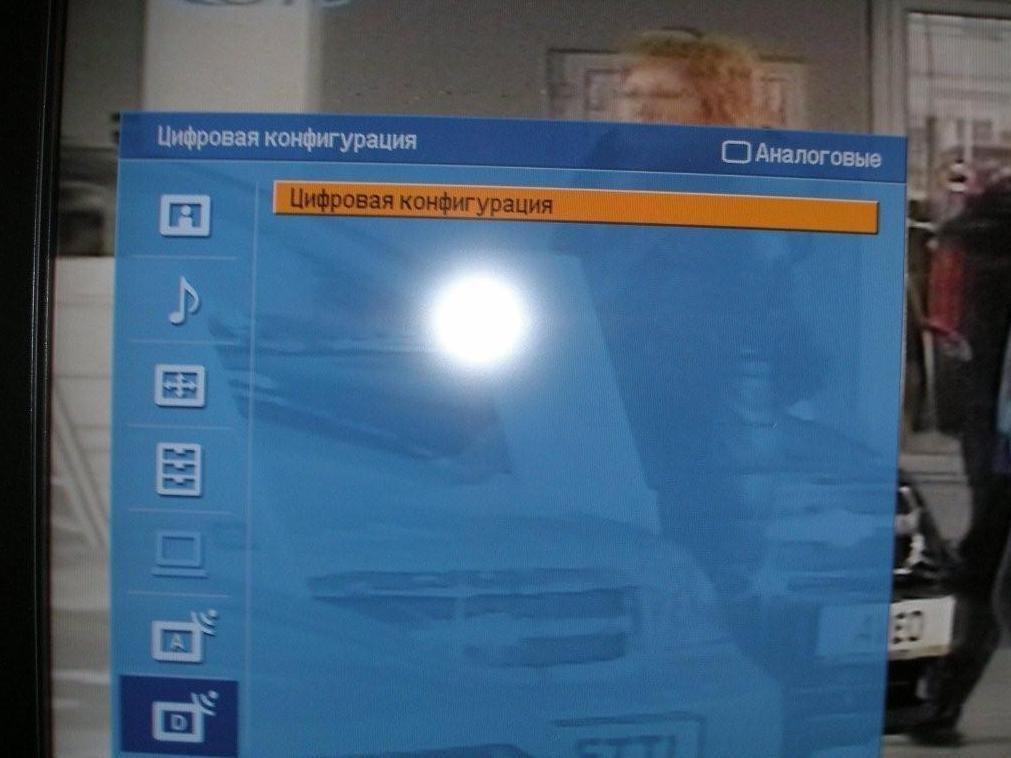 Цифровая конфигурация
Аналоговые
Цифровая конфигурация
A
D